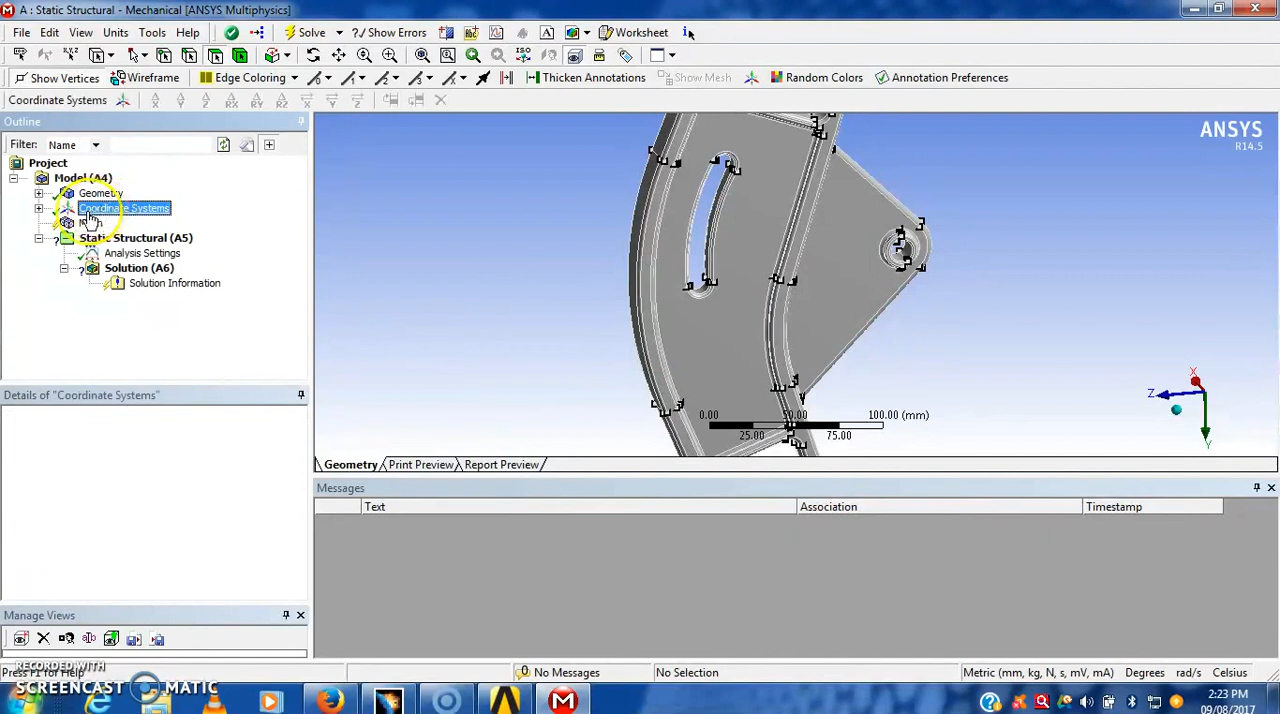 A : Static Structural - Mechanical [ANSYS Multiphysics]
File Edit View Units Tools Help Solve ?/ Show Errors Worksheet
Show Vertices Wireframe Edge Coloring Thicken Annotations Show Mesh Random Colors Annotation Preferences
Coordinate Systems
Outline
Filter: Name
Project
Model (A4)
Geometry
Coordinate Systems
Static Structural (A5)
Analysis Settings
Solution (A6)
Solution Information
Details of "Coordinate Systems"
Manage Views
ANSYS
R14.5
0.00 50.00 100.00 (mm)
25.00 75.00
X
Z
Y
Geometry Print Preview Report Preview
Messages
Text Association Timestamp
Press F1 for Help No Messages No Selection Metric (mm, kg, N, s, mV, mA) Degrees rad/s Celsius
RECORDED WITH
SCREENCAST MATIC
2:23 PM
09/08/2017